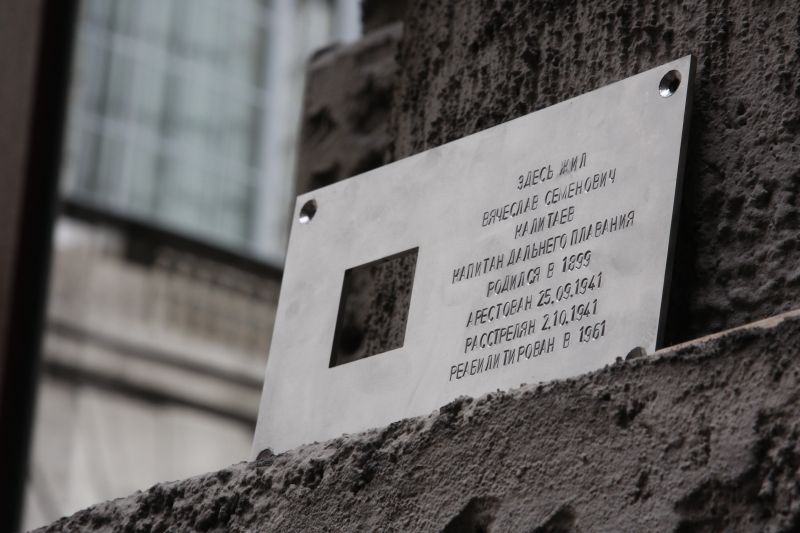 ЗДЕСЬ ЖИЛ
ВЯЧЕСЛАВ СЕМЕНОВИЧ
КАЛИТАЕВ
КАПИТАН ДАЛЬНЕГО ПЛАВАНИЯ
РОДИЛСЯ В 1899
АРЕСТОВАН 25.09.1941
РАССТРЕЛЯН 2.10.1941
РЕАБИЛИТИРОВАН В 1961